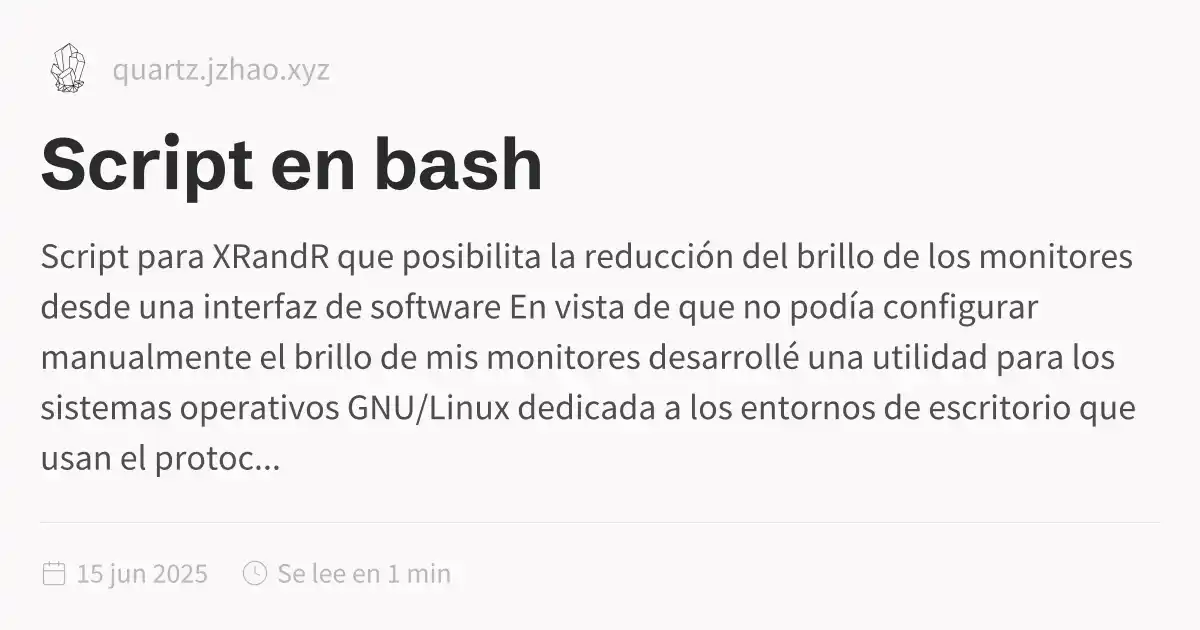 quartz.jzhao.xyz
Script en bash
Script para XRandR que posibilita la reducción del brillo de los monitores
desde una interfaz de software En vista de que no podía configurar
manualmente el brillo de mis monitores desarrollé una utilidad para los
sistemas operativos GNU/Linux dedicada a los entornos de escritorio que
usan el protoc...
15 jun 2025 Se lee en 1 min